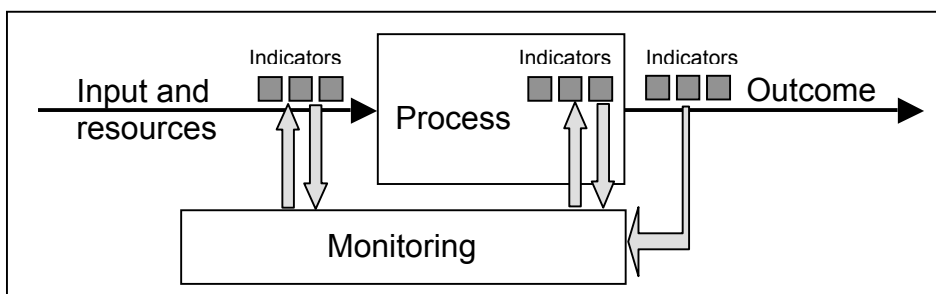 Indicators
Indicators
Indicators
Input and
resources
Process
Outcome
Monitoring